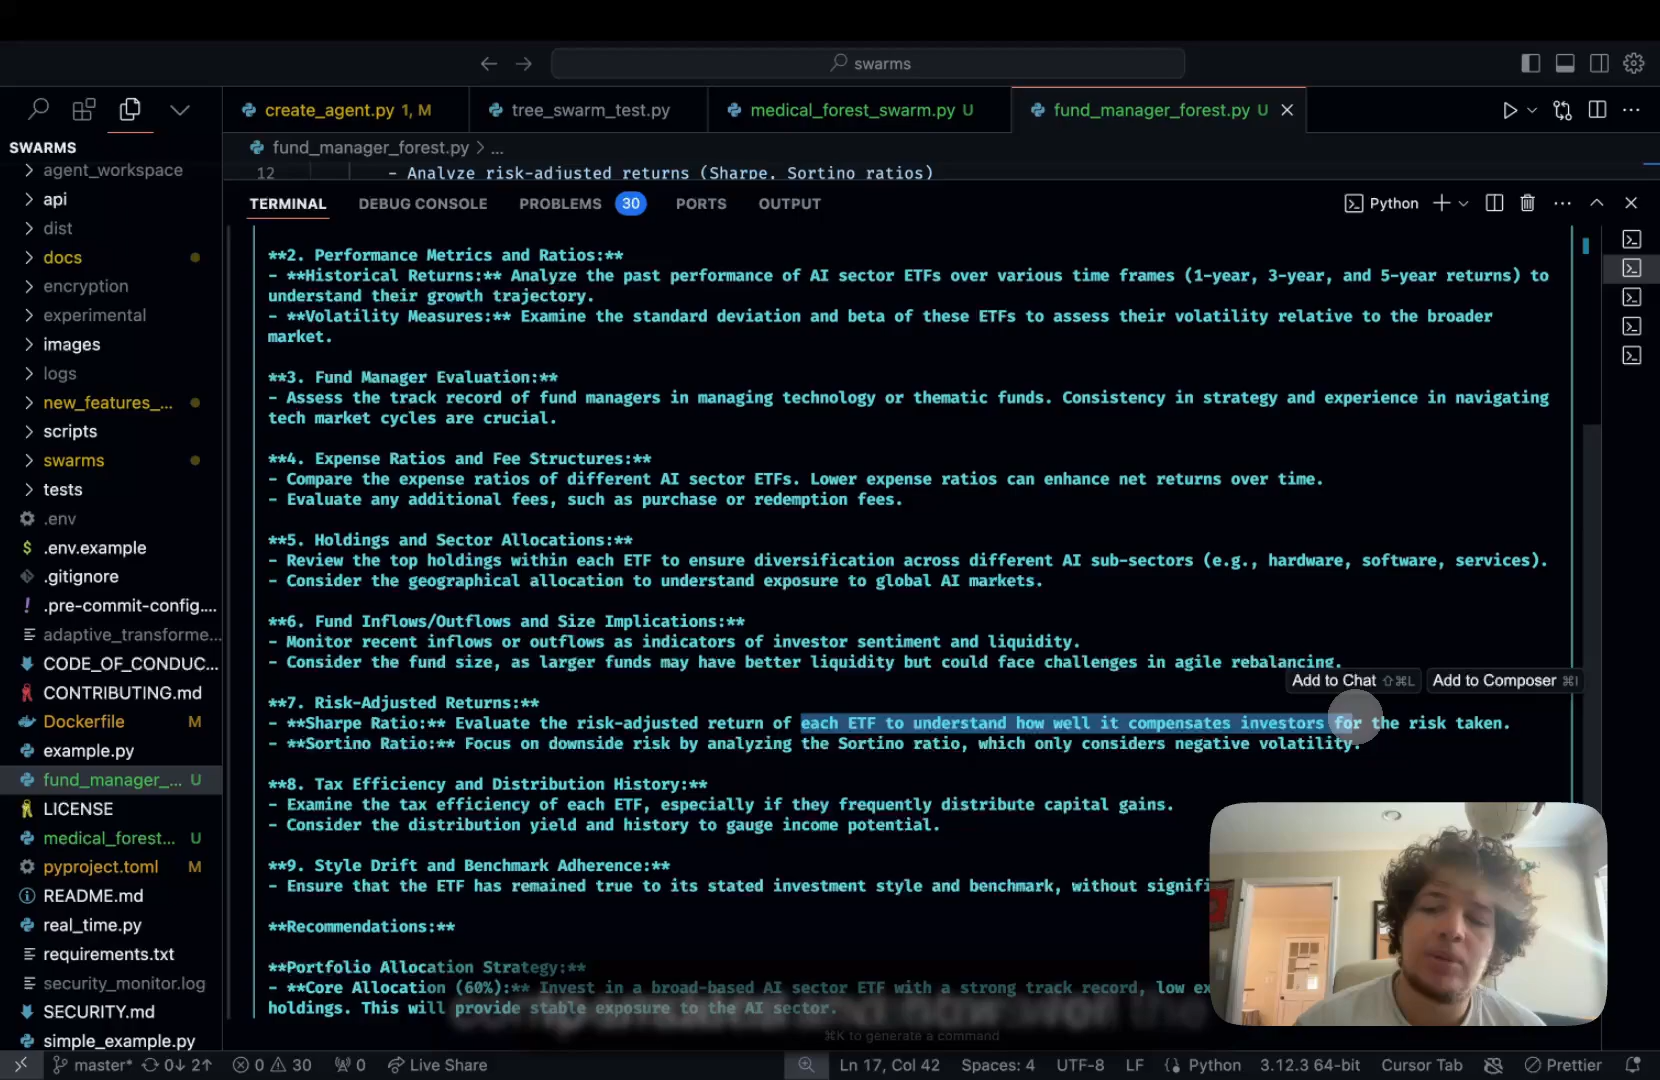 swarms
create_agent.py 1, M
tree_swarm_test.py
medical_forest_swarm.py U
fund_manager_forest.py U
SWARMS
fund_manager_forest.py > ...
agent_workspace
api
dist
docs
encryption
experimental
images
logs
new_features_...
scripts
swarms
tests
.env
.env.example
.gitignore
.pre-commit-config....
adaptive_transforme...
CODE_OF_CONDUC...
CONTRIBUTING.md
Dockerfile M
example.py
fund_manager_... U
LICENSE
medical_forest... U
pyproject.toml M
README.md
real_time.py
requirements.txt
security_monitor.log
SECURITY.md
simple_example.py
12 - Analyze risk-adjusted returns (Sharpe, Sortino ratios)
TERMINAL DEBUG CONSOLE PROBLEMS 30 PORTS OUTPUT
Python
**2. Performance Metrics and Ratios:**
- **Historical Returns:** Analyze the past performance of AI sector ETFs over various time frames (1-year, 3-year, and 5-year returns) to
understand their growth trajectory.
- **Volatility Measures:** Examine the standard deviation and beta of these ETFs to assess their volatility relative to the broader
market.
**3. Fund Manager Evaluation:**
- Assess the track record of fund managers in managing technology or thematic funds. Consistency in strategy and experience in navigating
tech market cycles are crucial.
**4. Expense Ratios and Fee Structures:**
- Compare the expense ratios of different AI sector ETFs. Lower expense ratios can enhance net returns over time.
- Evaluate any additional fees, such as purchase or redemption fees.
**5. Holdings and Sector Allocations:**
- Review the top holdings within each ETF to ensure diversification across different AI sub-sectors (e.g., hardware, software, services).
- Consider the geographical allocation to understand exposure to global AI markets.
**6. Fund Inflows/Outflows and Size Implications:**
- Monitor recent inflows or outflows as indicators of investor sentiment and liquidity.
- Consider the fund size, as larger funds may have better liquidity but could face challenges in agile rebalancing.
Add to Chat ⇧⌘L Add to Composer ⌘I
**7. Risk-Adjusted Returns:**
- **Sharpe Ratio:** Evaluate the risk-adjusted return of each ETF to understand how well it compensates investors for the risk taken.
- **Sortino Ratio:** Focus on downside risk by analyzing the Sortino ratio, which only considers negative volatility.
**8. Tax Efficiency and Distribution History:**
- Examine the tax efficiency of each ETF, especially if they frequently distribute capital gains.
- Consider the distribution yield and history to gauge income potential.
**9. Style Drift and Benchmark Adherence:**
- Ensure that the ETF has remained true to its stated investment style and benchmark, without signifi
**Recommendations:**
**Portfolio Allocation Strategy:**
- **Core Allocation (60%):** Invest in a broad-based AI sector ETF with a strong track record, low ex
holdings. This will provide stable exposure to the AI sector.
⌘K to generate a command
master* 0↓ 2↑ 0 30 0 Live Share Ln 17, Col 42 Spaces: 4 UTF-8 LF Python 3.12.3 64-bit Cursor Tab Prettier